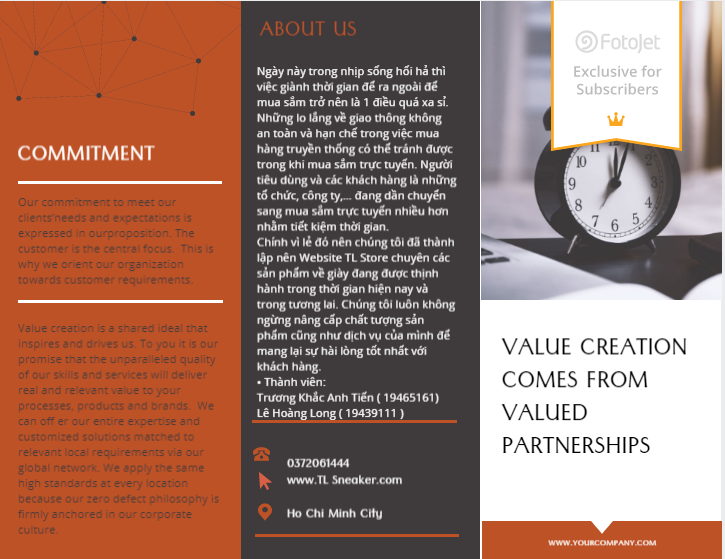 COMMITMENT
Our commitment to meet our
clients'needs and expectations is
expressed in ourproposition. The
customer is the central focus. This is
why we orient our organization
towards customer requirements.
Value creation is a shared ideal that
inspires and drives us. To you it is our
promise that the unparalleled quality
of our skills and services will deliver
real and relevant value to your
processes, products and brands. We
can off er our entire expertise and
customized solutions matched to
relevant local requirements via our
global network. We apply the same
high standards at every location
because our zero defect philosophy is
firmly anchored in our corporate
culture.
ABOUT US
Ngày này trong nhịp sống hối hả thì
việc giành thời gian để ra ngoài để
mua sắm trở nên là 1 điều quá xa sỉ.
Những lo lắng về giao thông không
an toàn và hạn chế trong việc mua
hàng truyền thống có thể tránh được
trong khi mua sắm trực tuyến. Người
tiêu dùng và các khách hàng là những
tổ chức, công ty,... đang dần chuyển
sang mua sắm trực tuyến nhiều hơn
nhằm tiết kiệm thời gian.
Chính vì lẻ đó nên chúng tôi đã thành
lập nên Website TL Store chuyên các
sản phẩm về giày đang được thịnh
hành trong thời gian hiện nay và
trong tương lai. Chúng tôi luôn không
ngừng nâng cấp chất tượng sản
phẩm cũng như dịch vụ của mình để
mang lại sự hài lòng tốt nhất với
khách hàng.
• Thành viên:
Trương Khắc Anh Tiến ( 19465161)
Lê Hoàng Long ( 19439111 )
0372061444
www.TL Sneaker.com
Ho Chi Minh City
FotoJet
Exclusive for
Subscribers
12
1
2
3
4
5
6
7
8
9
10
11
VALUE CREATION
COMES FROM
VALUED
PARTNERSHIPS
WWW.YOURCOMPANY.COM